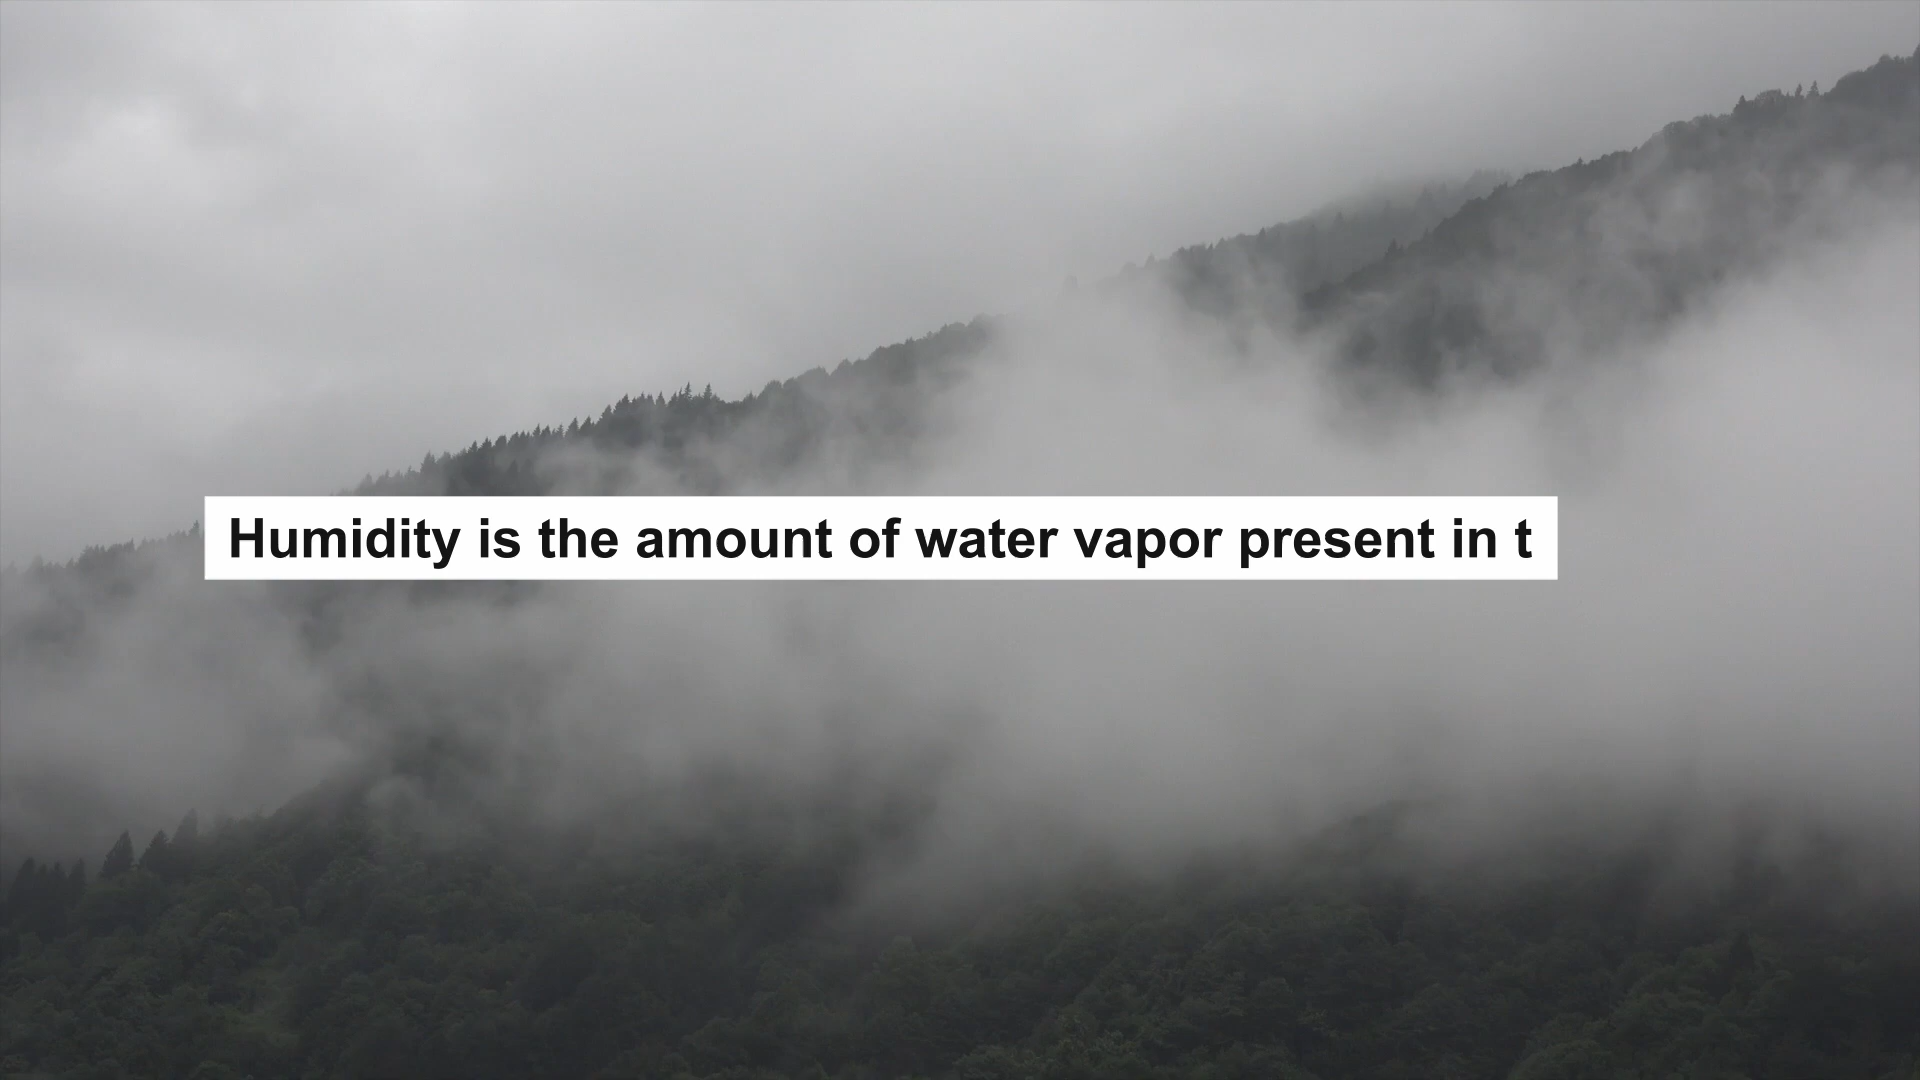 Humidity is the amount of water vapor present in t